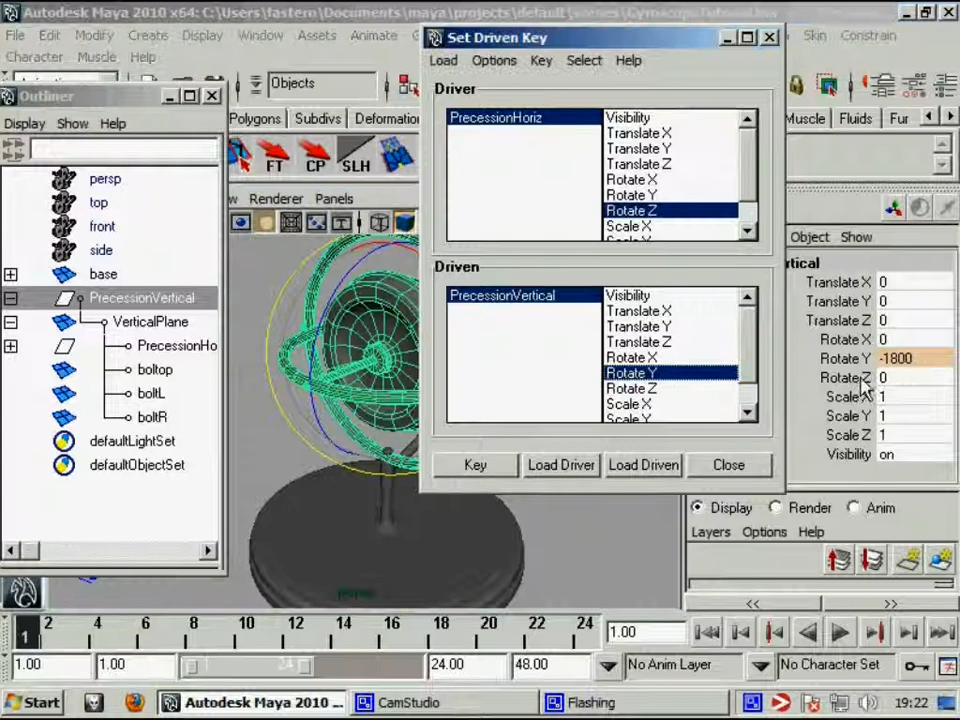 Autodesk Maya 2010 x64: C:\Users\fastern\Documents\maya\projects\default\
File Edit Modify Create Display Window Assets Animate
Skin Constrain
Character Muscle Help
Objects
Polygons Subdivs Deformation
Muscle Fluids Fur
FT CP SLH
Renderer Panels
Outliner
Display Show Help
persp
top
front
side
base
PrecessionVertical
VerticalPlane
PrecessionHo
boltop
boltL
boltR
defaultLightSet
defaultObjectSet
Set Driven Key
Load Options Key Select Help
Driver
PrecessionHoriz
Visibility
Translate X
Translate Y
Translate Z
Rotate X
Rotate Y
Rotate Z
Scale X
Driven
PrecessionVertical
Visibility
Translate X
Translate Y
Translate Z
Rotate X
Rotate Y
Rotate Z
Scale X
Scale Y
Key Load Driver Load Driven Close
Object Show
rtical
Translate X 0
Translate Y 0
Translate Z 0
Rotate X 0
Rotate Y -1800
Rotate Z 0
Scale X 1
Scale Y 1
Scale Z 1
Visibility on
Display Render Anim
Layers Options Help
<< >>
persp
1 2 4 6 8 10 12 14 16 18 20 22 24
1.00
1.00 1.00 1 24 24.00 48.00 No Anim Layer No Character Set
Start Autodesk Maya 2010 ... CamStudio Flashing 19:22